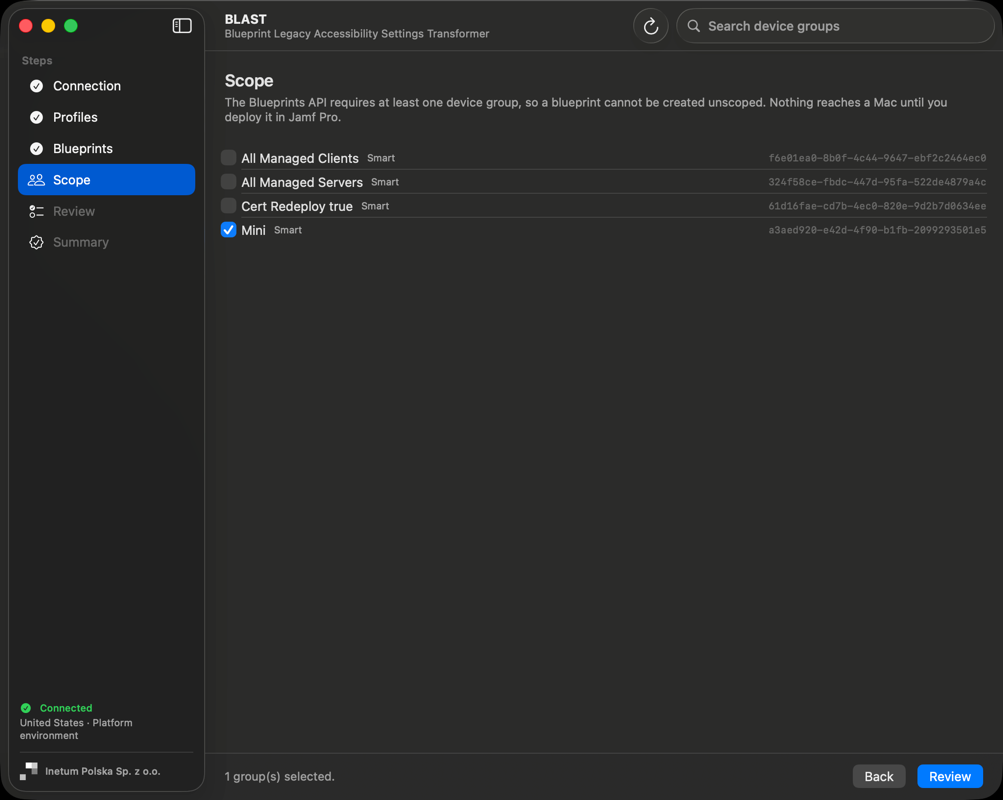 BLAST
Blueprint Legacy Accessibility Settings Transformer
Search device groups
Steps
Connection
Profiles
Blueprints
Scope
Review
Summary
Connected
United States · Platform
environment
Inetum Polska Sp. z o.o.
Scope
The Blueprints API requires at least one device group, so a blueprint cannot be created unscoped. Nothing reaches a Mac until you
deploy it in Jamf Pro.
All Managed Clients Smart f6e01ea0-8b0f-4c44-9647-ebf2c2464ec0
All Managed Servers Smart 324f58ce-fbdc-447d-95fa-522de4879a4c
Cert Redeploy true Smart 61d16fae-cd7b-4ec0-820e-9d2b7d0634ee
Mini Smart a3aed920-e42d-4f90-b1fb-2099293501e5
1 group(s) selected.
Back
Review